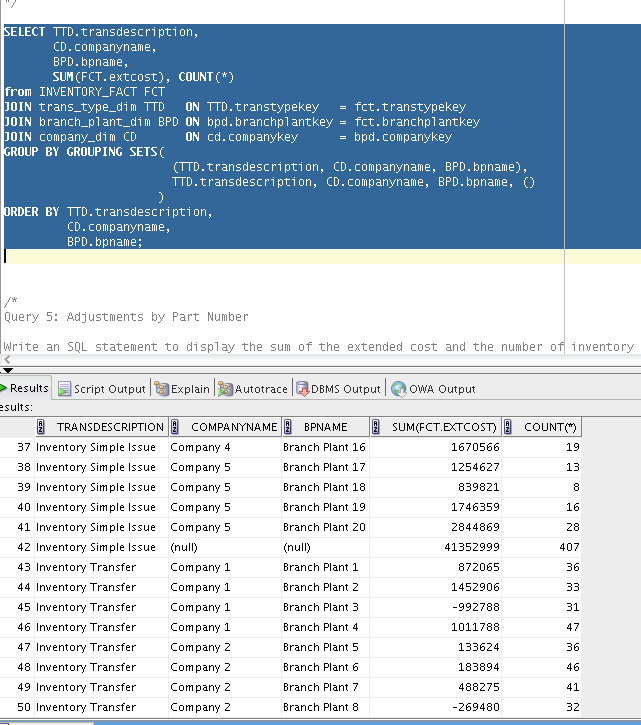 */
SELECT TTD.transdescription,
CD.companyname,
BPD.bpname,
SUM(FCT.extcost), COUNT(*)
from INVENTORY_FACT FCT
JOIN trans_type_dim TTD ON TTD.transtypekey = fct.transtypekey
JOIN branch_plant_dim BPD ON bpd.branchplantkey = fct.branchplantkey
JOIN company_dim CD ON cd.companykey = bpd.companykey
GROUP BY GROUPING SETS(
(TTD.transdescription, CD.companyname, BPD.bpname),
TTD.transdescription, CD.companyname, BPD.bpname, ()
)
ORDER BY TTD.transdescription,
CD.companyname,
BPD.bpname;
/*
Query 5: Adjustments by Part Number
Write an SQL statement to display the sum of the extended cost and the number of inventory
Results Script Output Explain Autotrace DBMS Output OWA Output
esults:
TRANSDESCRIPTION COMPANYNAME BPNAME SUM(FCT.EXTCOST) COUNT(*)
37 Inventory Simple Issue Company 4 Branch Plant 16 1670566 19
38 Inventory Simple Issue Company 5 Branch Plant 17 1254627 13
39 Inventory Simple Issue Company 5 Branch Plant 18 839821 8
40 Inventory Simple Issue Company 5 Branch Plant 19 1746359 16
41 Inventory Simple Issue Company 5 Branch Plant 20 2844869 28
42 Inventory Simple Issue (null) (null) 41352999 407
43 Inventory Transfer Company 1 Branch Plant 1 872065 36
44 Inventory Transfer Company 1 Branch Plant 2 1452906 33
45 Inventory Transfer Company 1 Branch Plant 3 -992788 31
46 Inventory Transfer Company 1 Branch Plant 4 1011788 47
47 Inventory Transfer Company 2 Branch Plant 5 133624 36
48 Inventory Transfer Company 2 Branch Plant 6 183894 46
49 Inventory Transfer Company 2 Branch Plant 7 488275 41
50 Inventory Transfer Company 2 Branch Plant 8 -269480 32